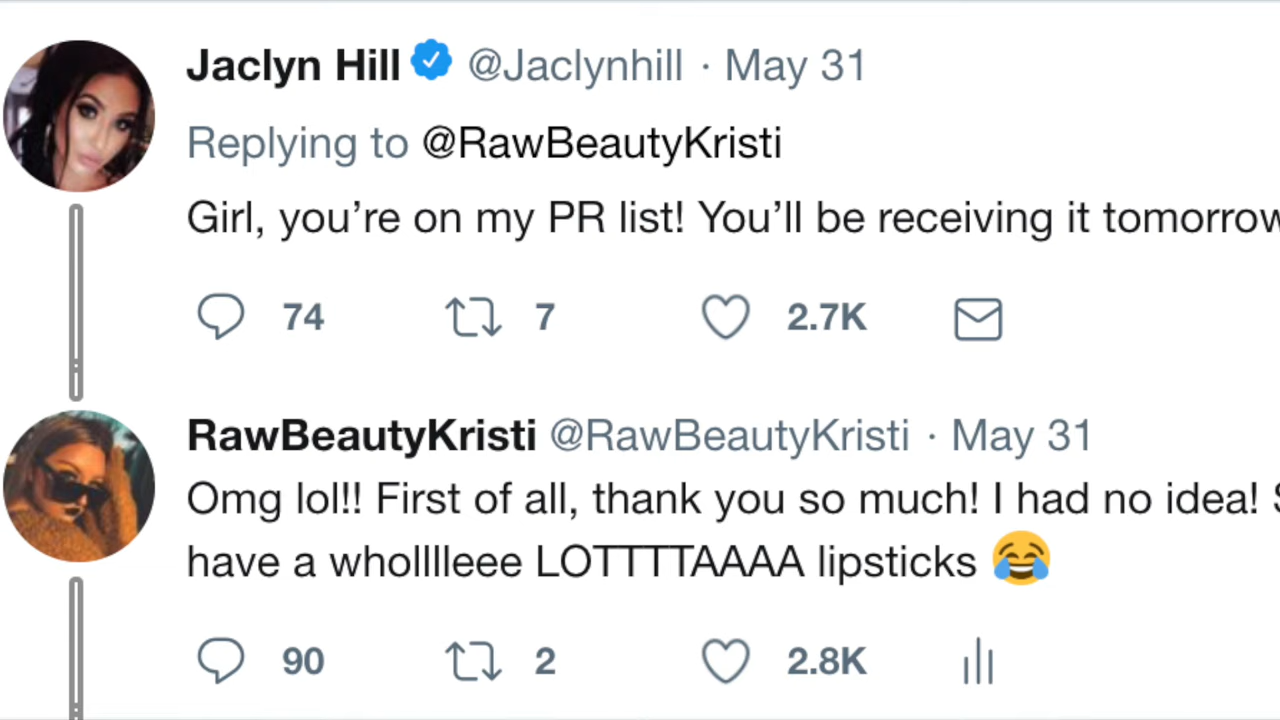 Jaclyn Hill @Jaclynhill · May 31
Replying to @RawBeautyKristi
Girl, you’re on my PR list! You’ll be receiving it tomorrow
74 7 2.7K
RawBeautyKristi @RawBeautyKristi · May 31
Omg lol!! First of all, thank you so much! I had no idea! S
have a wholllleee LOTTTTAAAA lipsticks 😂
90 2 2.8K